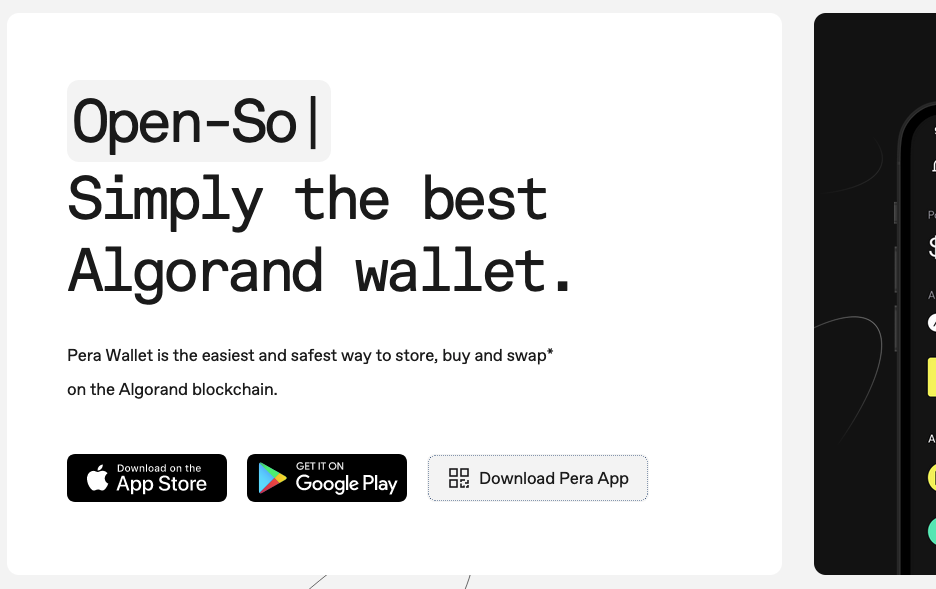 Open-So|
Simply the best
Algorand wallet.
Pera Wallet is the easiest and safest way to store, buy and swap*
on the Algorand blockchain.
Download on the
App Store
GET IT ON
Google Play
Download Pera App